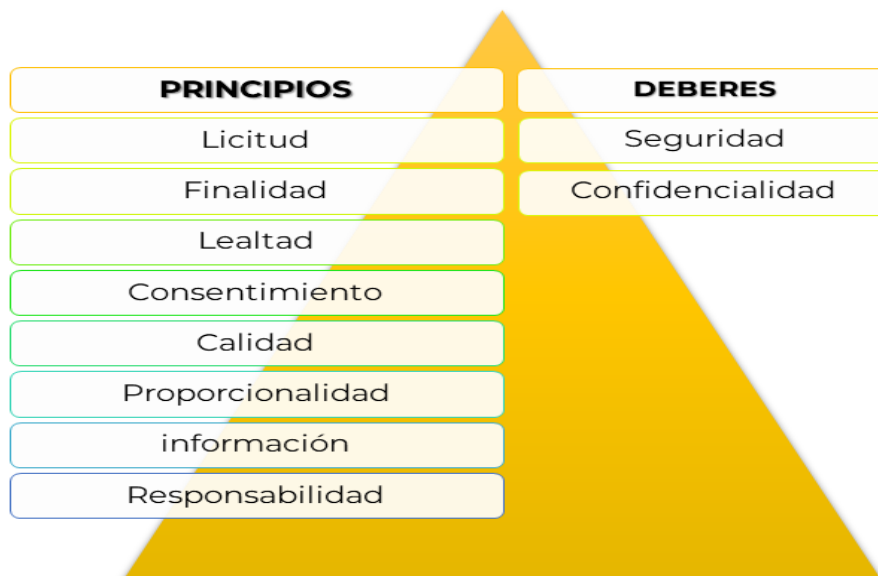 PRINCIPIOS
Licitud
Finalidad
Lealtad
Consentimiento
Calidad
Proporcionalidad
información
Responsabilidad
DEBERES
Seguridad
Confidencialidad